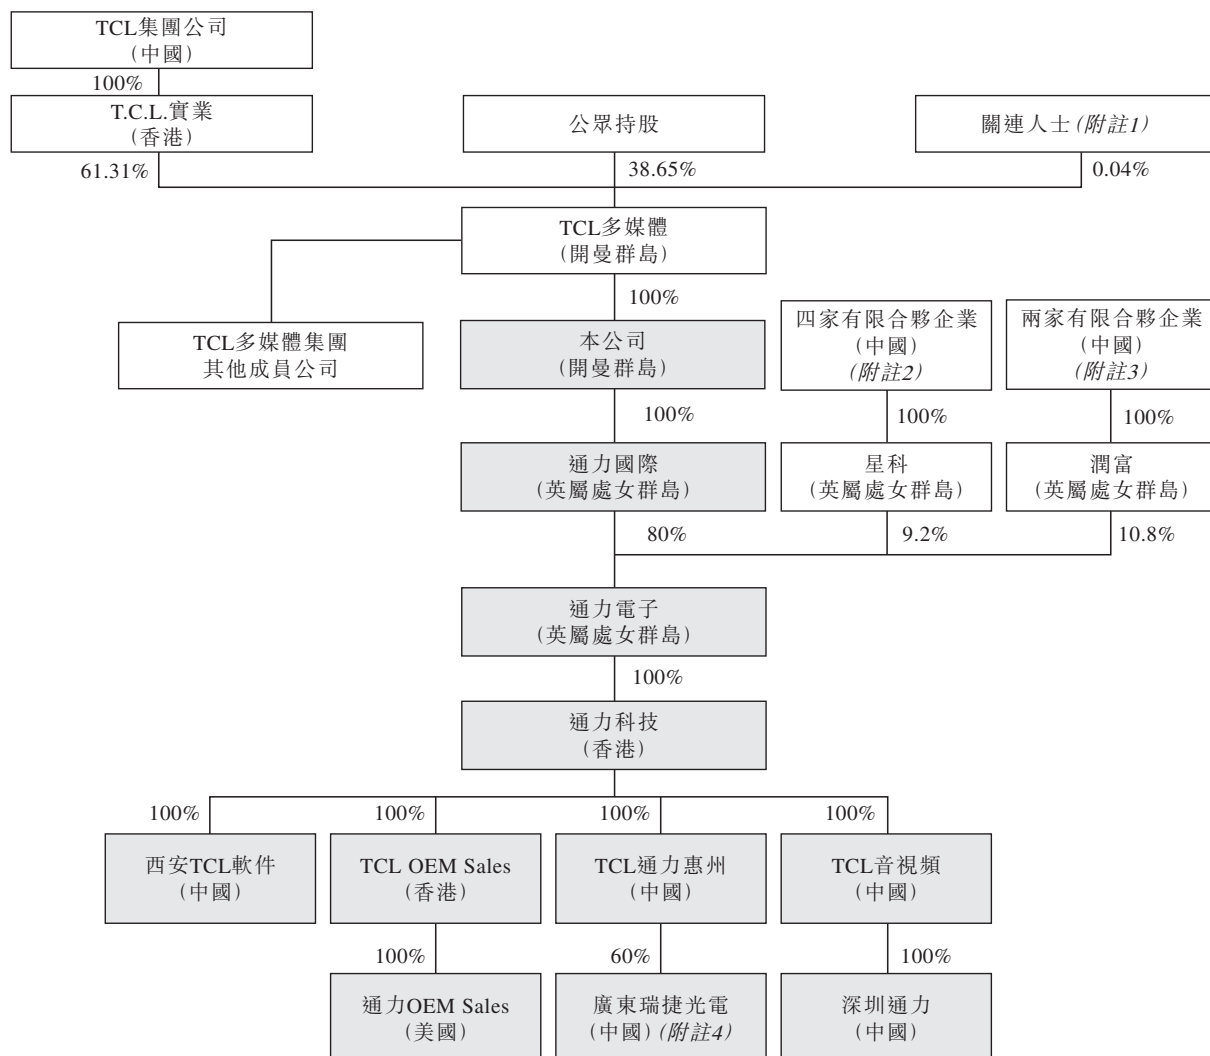 TCL集團公司
(中國)
100%
T.C.L.實業
(香港)
公眾持股
關連人士(附註1)
61.31%
38.65%
0.04%
TCL多媒體
(開曼群島)
100%
TCL多媒體集團
其他成員公司
本公司
(開曼群島)
四家有限合夥企業
(中國)
(附註2)
兩家有限合夥企業
(中國)
(附註3)
100%
100%
100%
通力國際
(英屬處女群島)
星科
(英屬處女群島)
潤富
(英屬處女群島)
80%
9.2%
10.8%
通力電子
(英屬處女群島)
100%
通力科技
(香港)
100%
100%
100%
100%
西安TCL軟件
(中國)
TCL OEM Sales
(香港)
TCL通力惠州
(中國)
TCL音視頻
(中國)
100%
60%
100%
通力OEM Sales
(美國)
廣東瑞捷光電
(中國)(附註4)
深圳通力
(中國)